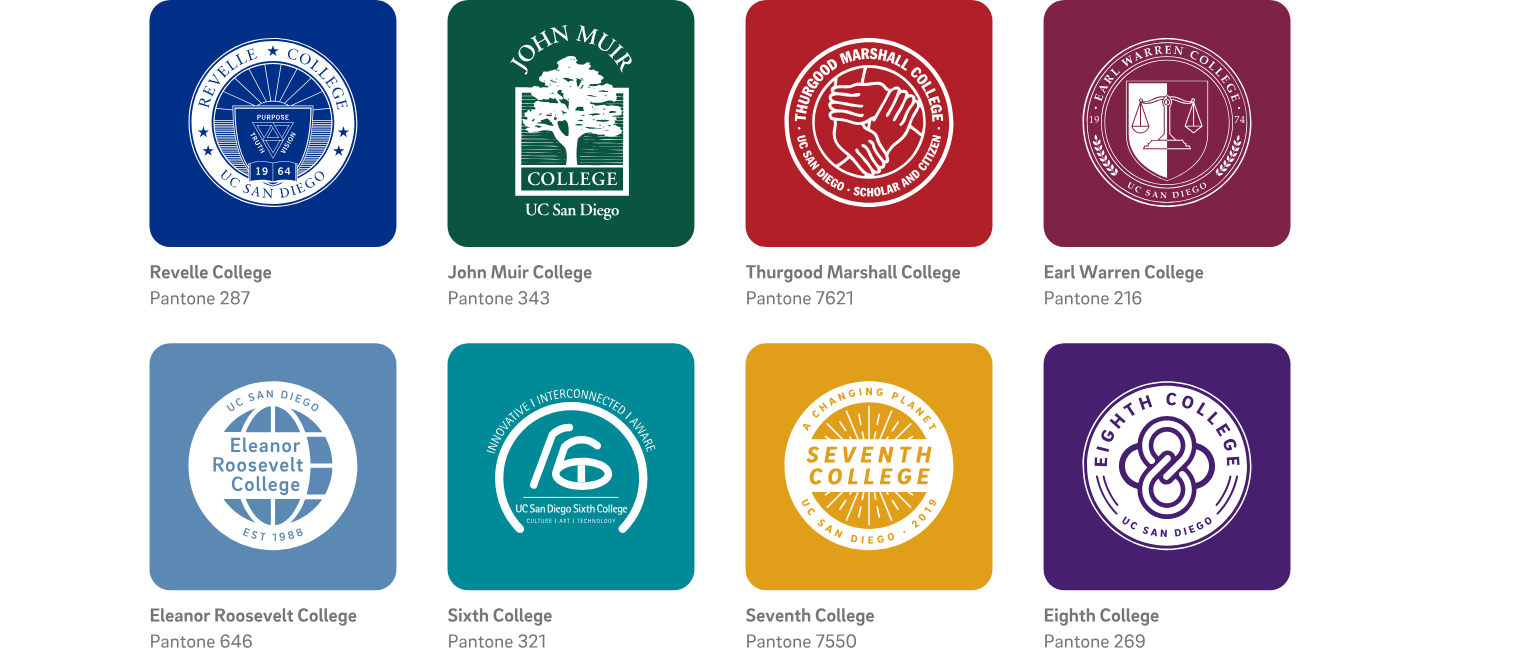 REVELLE ★ COLLEGE
PURPOSE
TRUTH
VISION
19 64
UC SAN DIEGO
JOHN MUIR
COLLEGE
UC San Diego
THURGOOD MARSHALL COLLEGE
· UC SAN DIEGO · SCHOLAR AND CITIZEN ·
· EARL WARREN COLLEGE ·
19 74
UC SAN DIEGO
Revelle College
Pantone 287
John Muir College
Pantone 343
Thurgood Marshall College
Pantone 7621
Earl Warren College
Pantone 216
UC SAN DIEGO
Eleanor
Roosevelt
College
EST 1988
INNOVATIVE | INTERCONNECTED | AWARE
UC San Diego Sixth College
CULTURE | ART | TECHNOLOGY
A CHANGING PLANET
SEVENTH
COLLEGE
UC SAN DIEGO · 2019
EIGHTH COLLEGE
UC SAN DIEGO
Eleanor Roosevelt College
Pantone 646
Sixth College
Pantone 321
Seventh College
Pantone 7550
Eighth College
Pantone 269